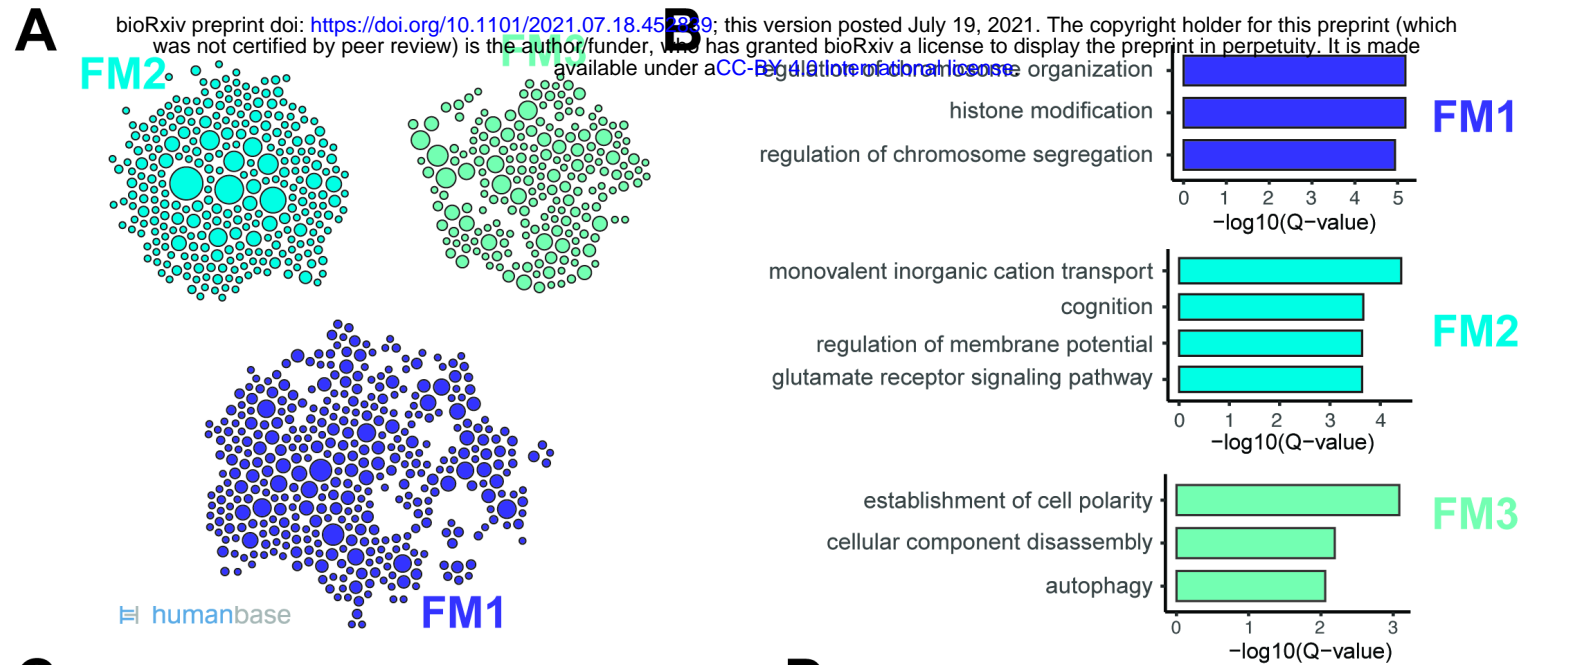 bioRxiv preprint doi: https://doi.org/10.1101/2021.07.18.452839; this version posted July 19, 2021. The copyright holder for this preprint (which
was not certified by peer review) is the author/funder, who has granted bioRxiv a license to display the preprint in perpetuity. It is made
available under aCC-BY 4.0 International license.
A
FM2
FM3
FM1
humanbase
B
regulation of chromosome organization
histone modification
regulation of chromosome segregation
FM1
0 1 2 3 4 5
−log10(Q−value)
monovalent inorganic cation transport
cognition
regulation of membrane potential
glutamate receptor signaling pathway
FM2
0 1 2 3 4
−log10(Q−value)
establishment of cell polarity
cellular component disassembly
autophagy
FM3
0 1 2 3
−log10(Q−value)